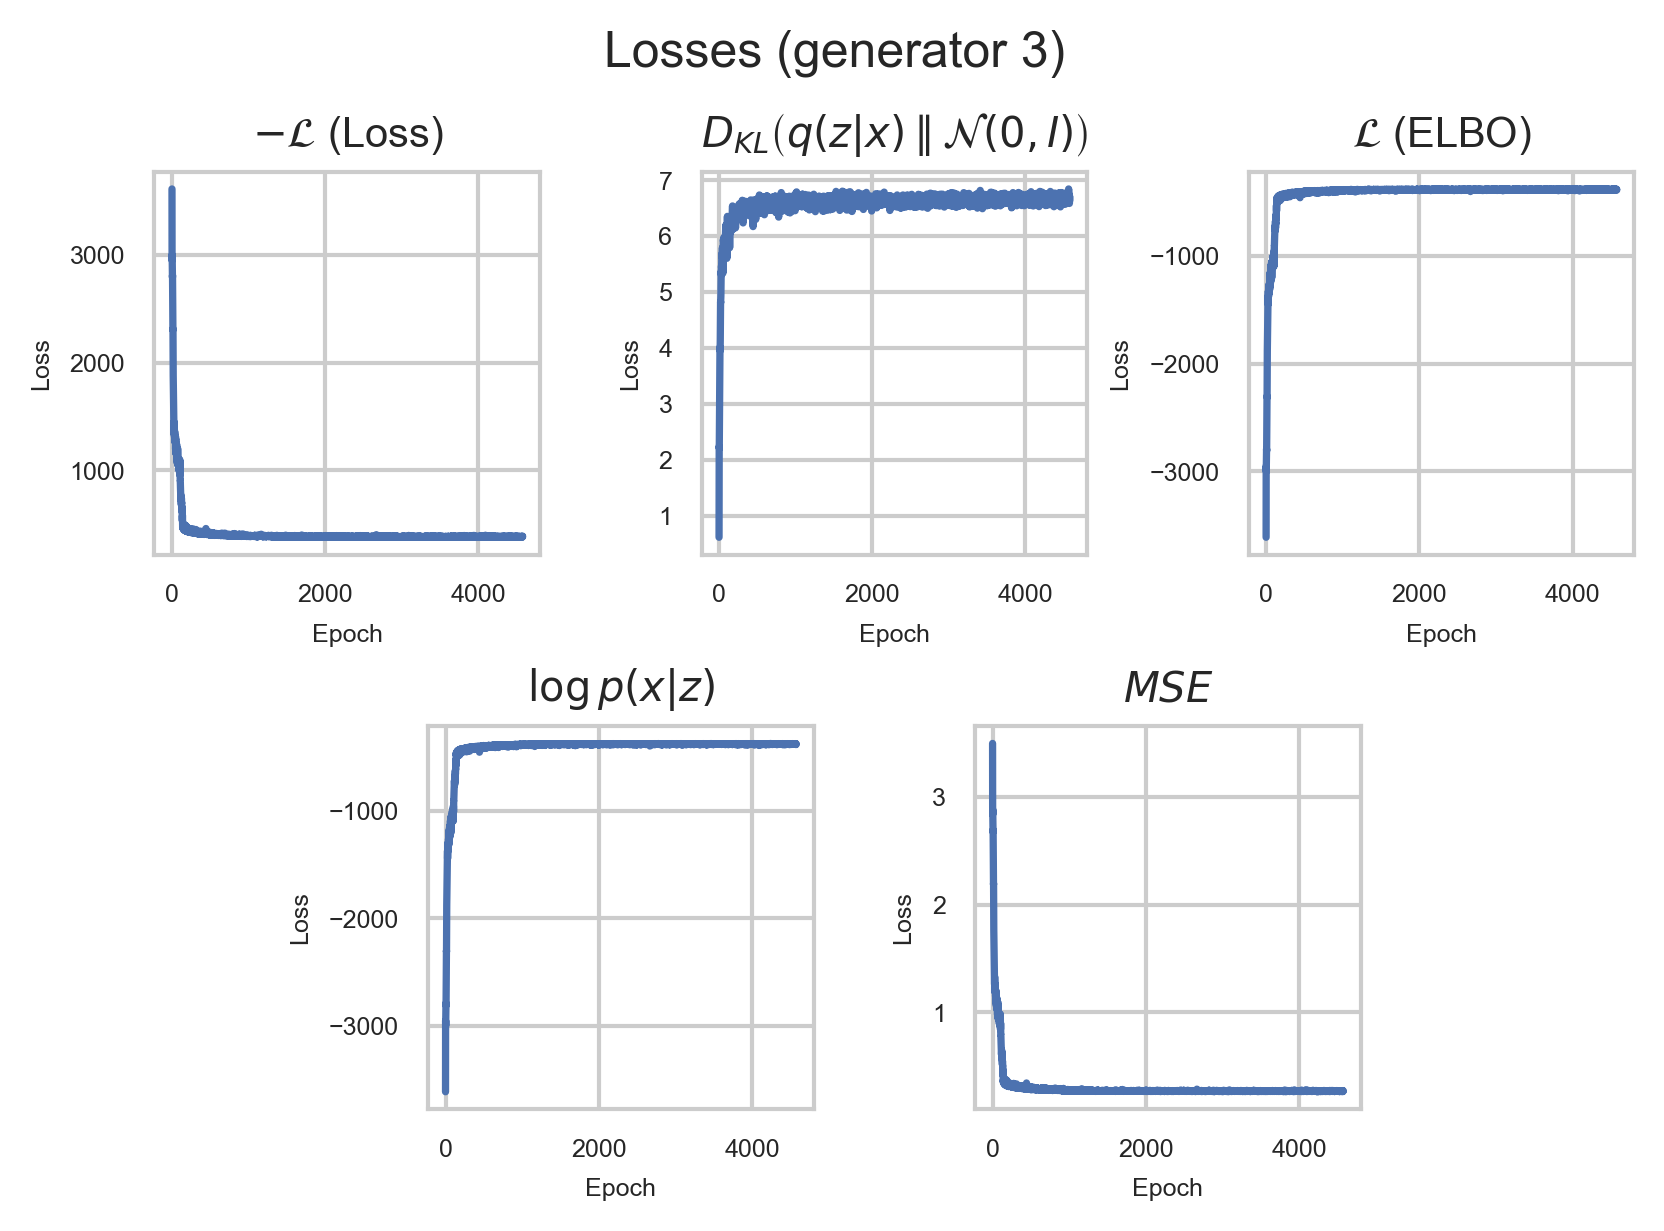 Losses (generator 3)
−ℒ (Loss)
3000
2000
1000
Loss
0 2000 4000
Epoch
D_{KL}(q(z|x) ∥ 𝒩(0, I))
7
6
5
4
3
2
1
Loss
0 2000 4000
Epoch
ℒ (ELBO)
−1000
−2000
−3000
Loss
0 2000 4000
Epoch
log p(x|z)
−1000
−2000
−3000
Loss
0 2000 4000
Epoch
MSE
3
2
1
Loss
0 2000 4000
Epoch